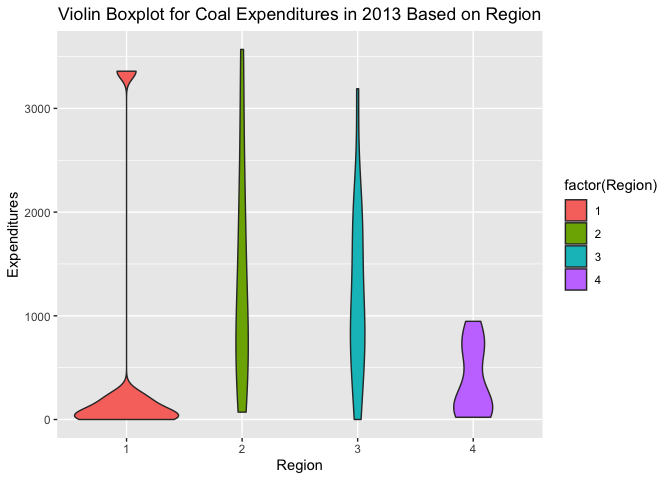 Violin Boxplot for Coal Expenditures in 2013 Based on Region
Expenditures
3000
2000
1000
0
1 2 3 4
Region
factor(Region)
1
2
3
4